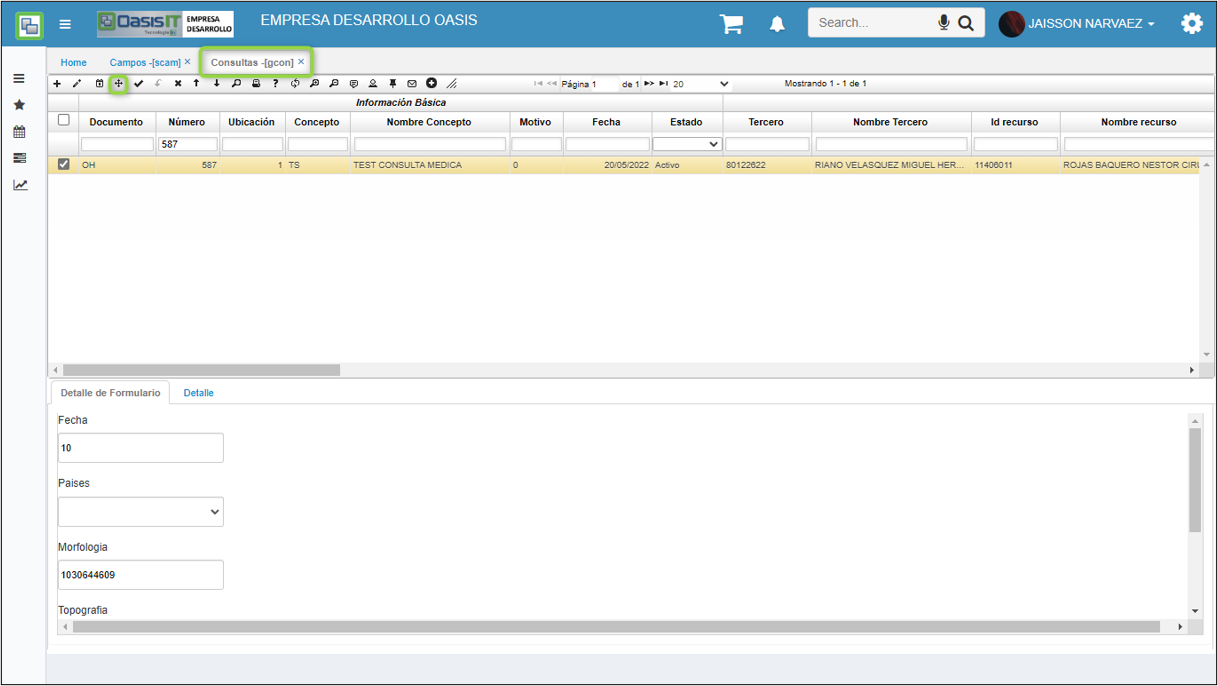 OasisIT EMPRESA DESARROLLO
Tecnología
EMPRESA DESARROLLO OASIS
Search...
JAISSON NARVAEZ
Home Campos -[scam] × Consultas -[gcon] ×
Página 1 de 1 20 Mostrando 1 - 1 de 1
Información Básica
Documento Número Ubicación Concepto Nombre Concepto Motivo Fecha Estado Tercero Nombre Tercero Id recurso Nombre recurso
587
OH 587 1 TS TEST CONSULTA MEDICA 0 20/05/2022 Activo 80122622 RIANO VELASQUEZ MIGUEL HER... 11406011 ROJAS BAQUERO NESTOR CIRU
Detalle de Formulario Detalle
Fecha
10
Paises
Morfologia
1030644609
Topografia